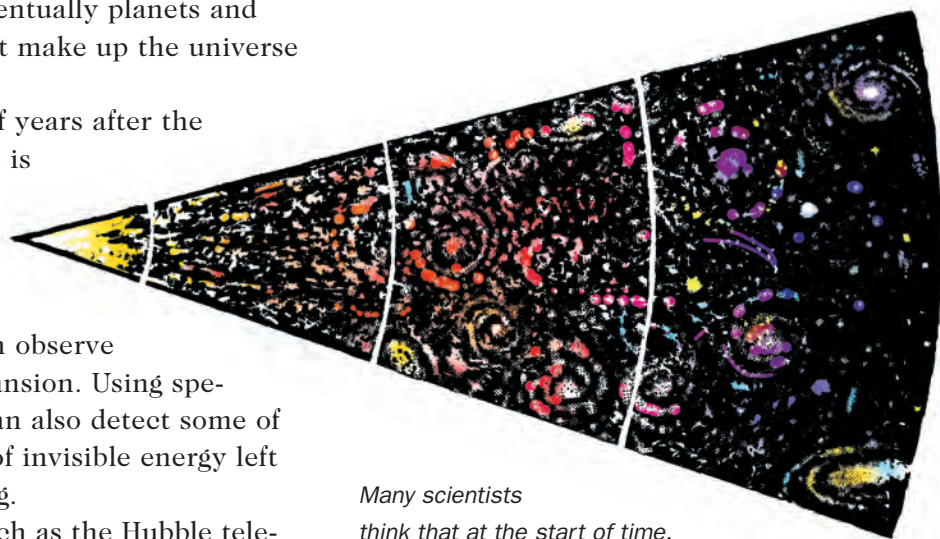 entually planets and
t make up the universe
f years after the
is
n observe
ansion. Using spe-
an also detect some of
of invisible energy left
g.
ch as the Hubble tele-
Many scientists
think that at the start of time,